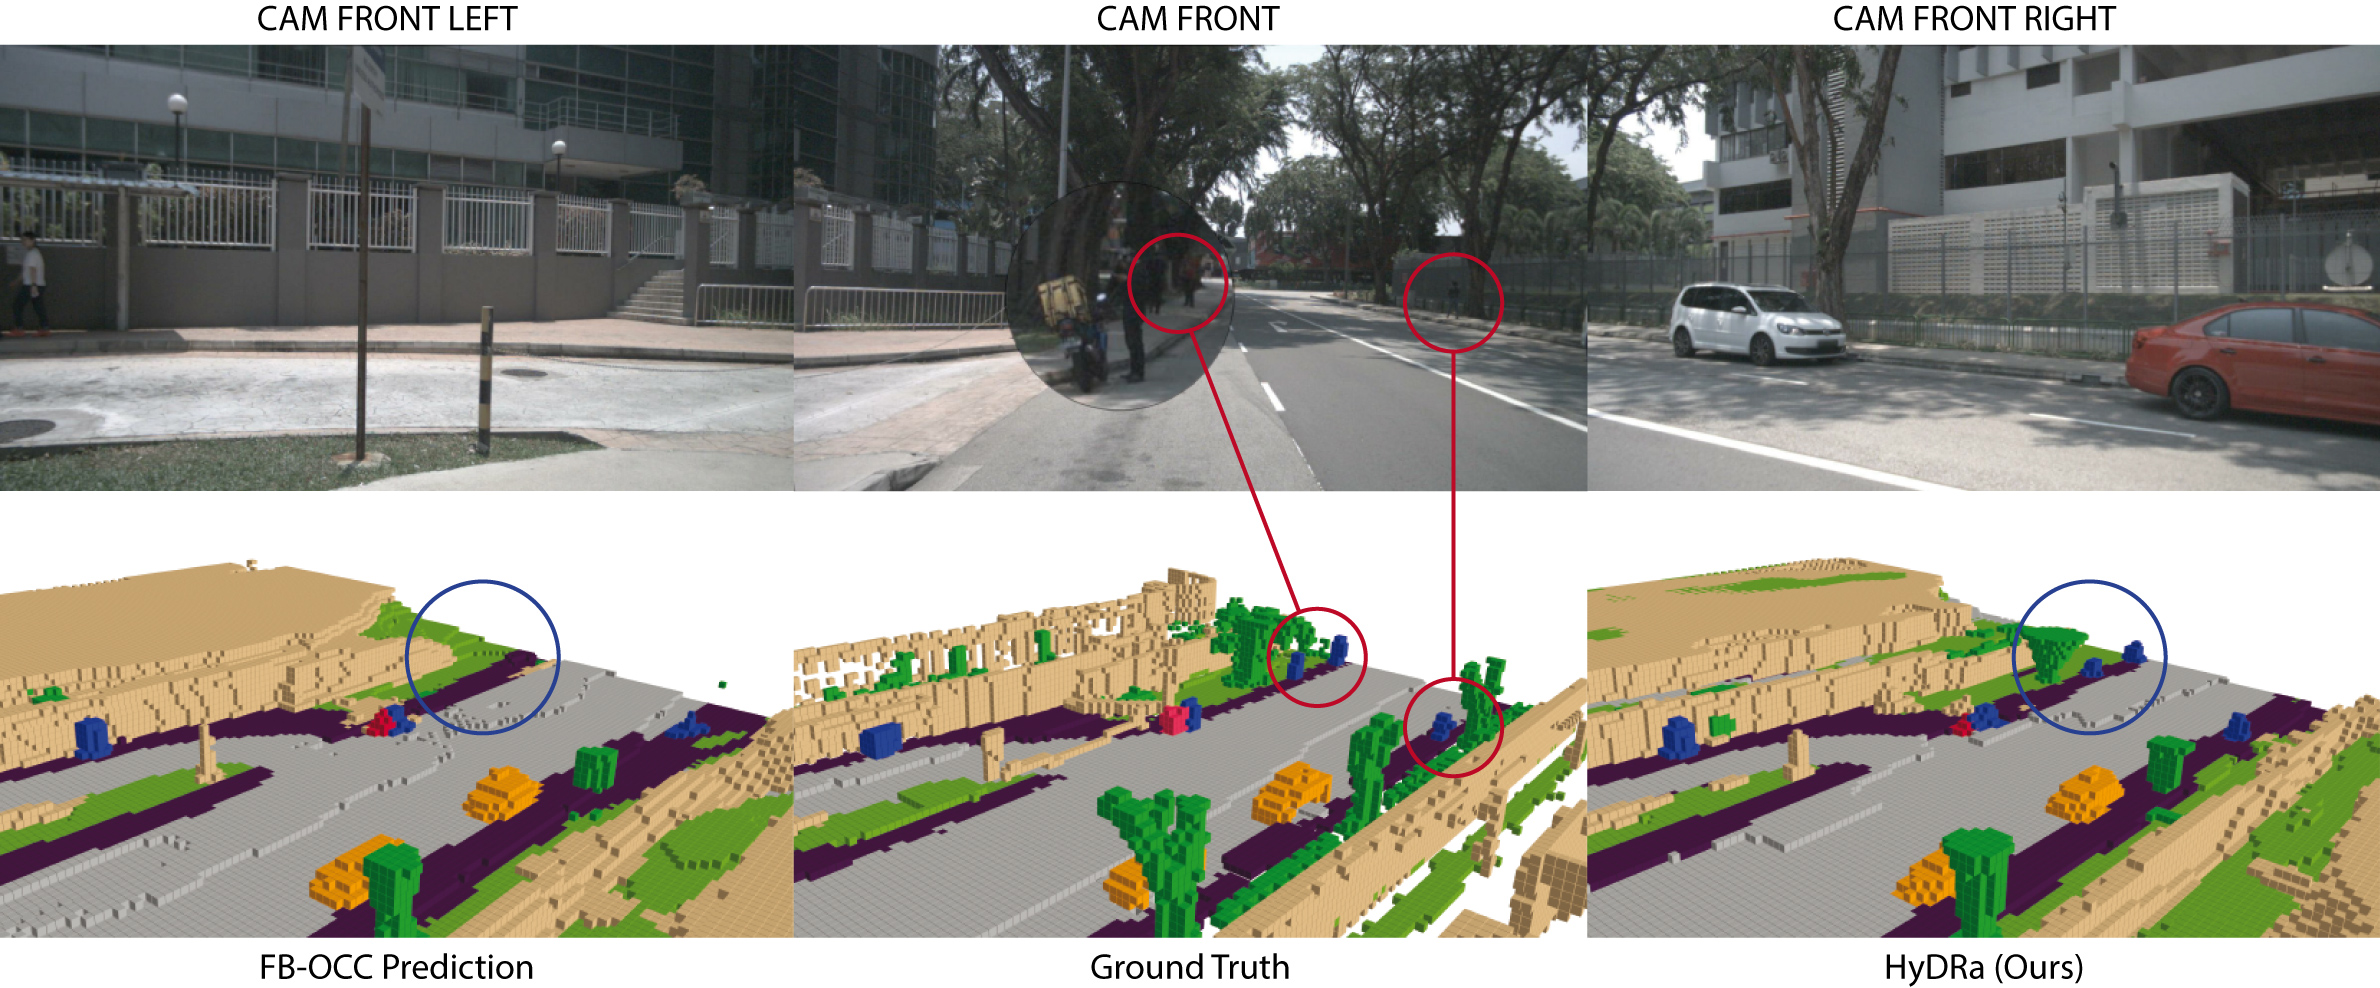 CAM FRONT LEFT
CAM FRONT
CAM FRONT RIGHT
FB-OCC Prediction
Ground Truth
HyDRa (Ours)